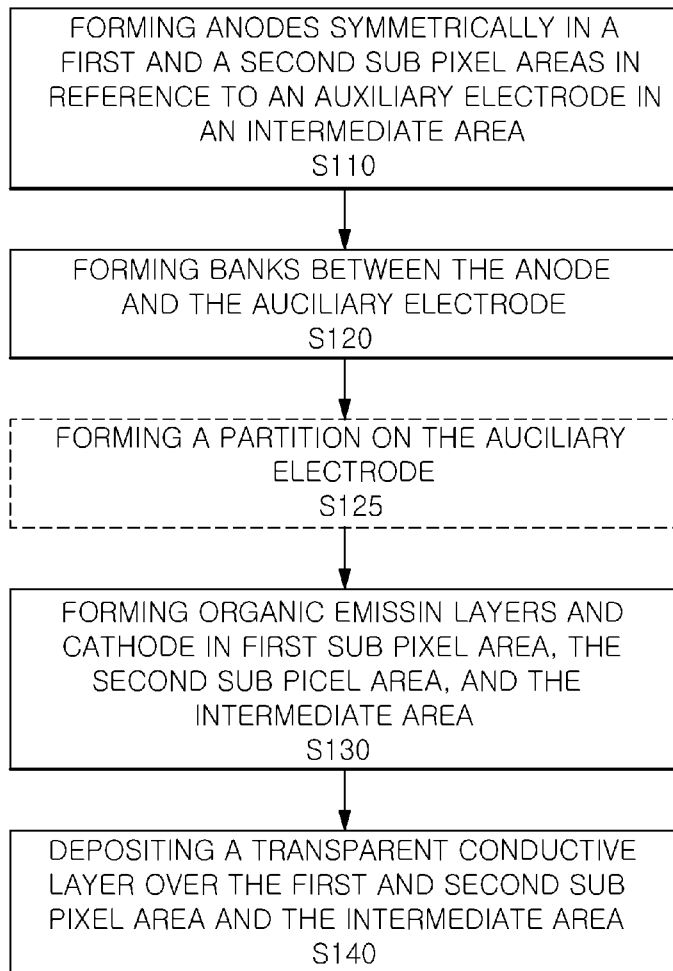 FORMING ANODES SYMMETRICALLY IN A
FIRST AND A SECOND SUB PIXEL AREAS IN
REFERENCE TO AN AUXILIARY ELECTRODE IN
AN INTERMEDIATE AREA
S110
FORMING BANKS BETWEEN THE ANODE
AND THE AUCILIARY ELECTRODE
S120
FORMING A PARTITION ON THE AUCILIARY
ELECTRODE
S125
FORMING ORGANIC EMISSIN LAYERS AND
CATHODE IN FIRST SUB PIXEL AREA, THE
SECOND SUB PICEL AREA, AND THE
INTERMEDIATE AREA
S130
DEPOSITING A TRANSPARENT CONDUCTIVE
LAYER OVER THE FIRST AND SECOND SUB
PIXEL AREA AND THE INTERMEDIATE AREA
S140